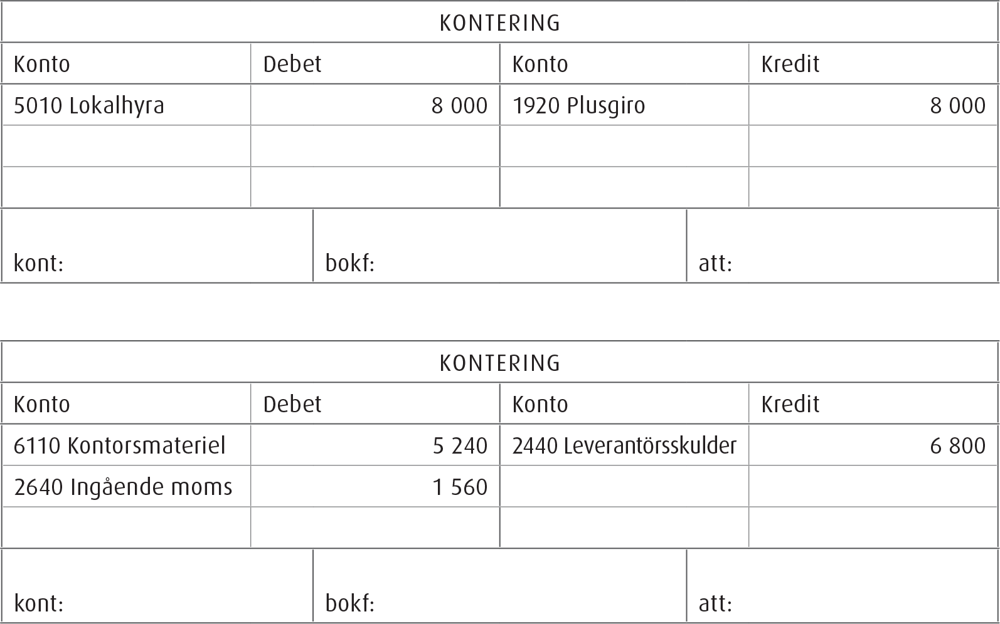 KONTERING
Konto Debet Konto Kredit
5010 Lokalhyra 8 000 1920 Plusgiro 8 000
kont: bokf: att:
KONTERING
Konto Debet Konto Kredit
6110 Kontorsmateriel 5 240 2440 Leverantörsskulder 6 800
2640 Ingående moms 1 560
kont: bokf: att: